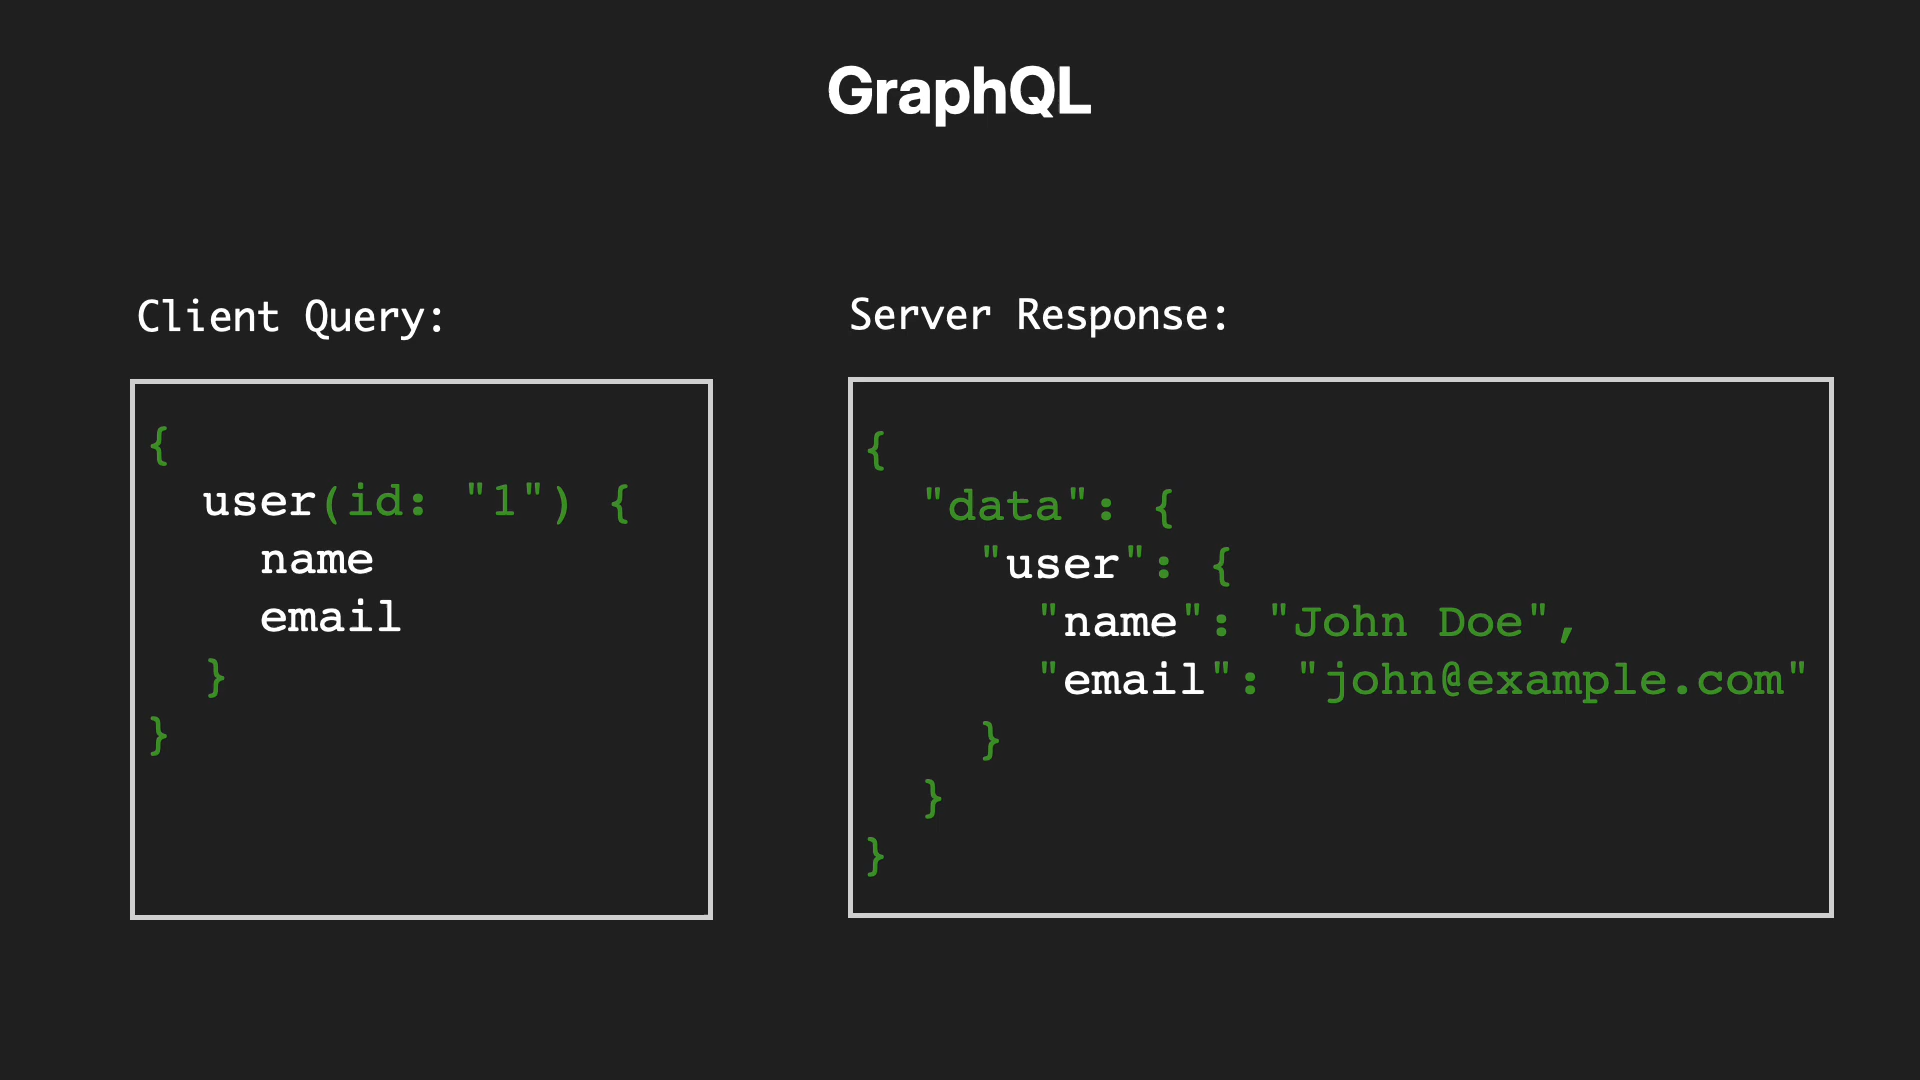 GraphQL
Client Query:
{
  user(id: "1") {
    name
    email
  }
}
Server Response:
{
  "data": {
    "user": {
      "name": "John Doe",
      "email": "john@example.com"
    }
  }
}